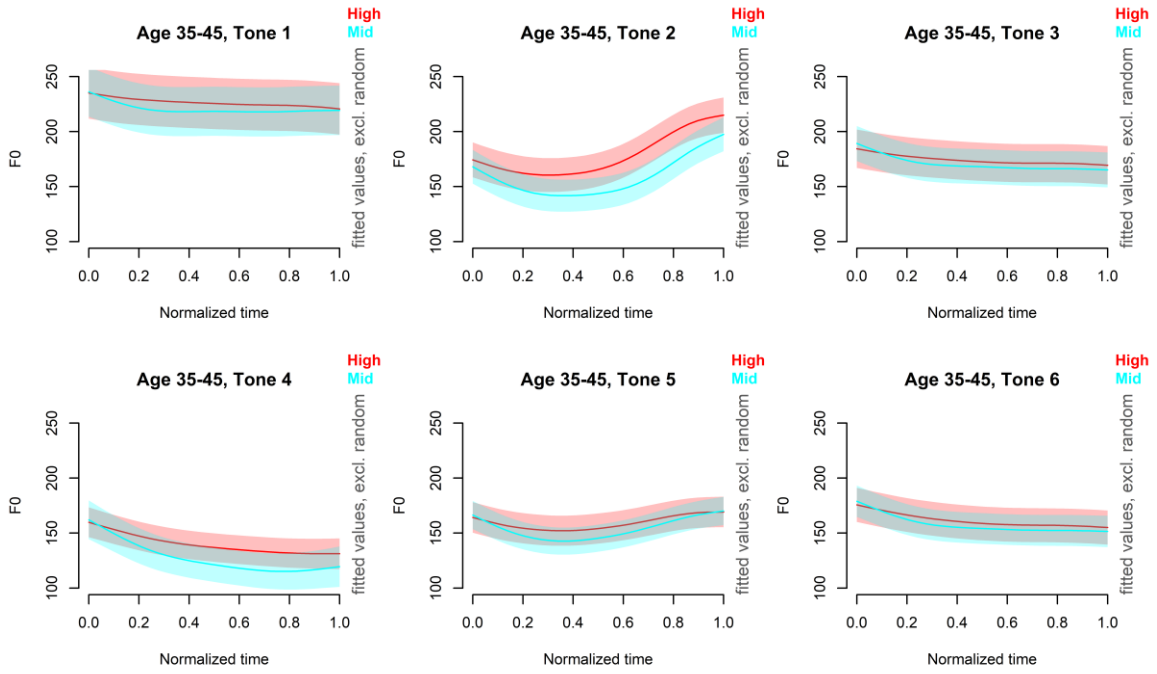 High
Mid
Age 35-45, Tone 1
F0
100 150 200 250
0.0 0.2 0.4 0.6 0.8 1.0
Normalized time
fitted values, excl. random
High
Mid
Age 35-45, Tone 2
F0
100 150 200 250
0.0 0.2 0.4 0.6 0.8 1.0
Normalized time
fitted values, excl. random
High
Mid
Age 35-45, Tone 3
F0
100 150 200 250
0.0 0.2 0.4 0.6 0.8 1.0
Normalized time
fitted values, excl. random
High
Mid
Age 35-45, Tone 4
F0
100 150 200 250
0.0 0.2 0.4 0.6 0.8 1.0
Normalized time
fitted values, excl. random
High
Mid
Age 35-45, Tone 5
F0
100 150 200 250
0.0 0.2 0.4 0.6 0.8 1.0
Normalized time
fitted values, excl. random
High
Mid
Age 35-45, Tone 6
F0
100 150 200 250
0.0 0.2 0.4 0.6 0.8 1.0
Normalized time
fitted values, excl. random